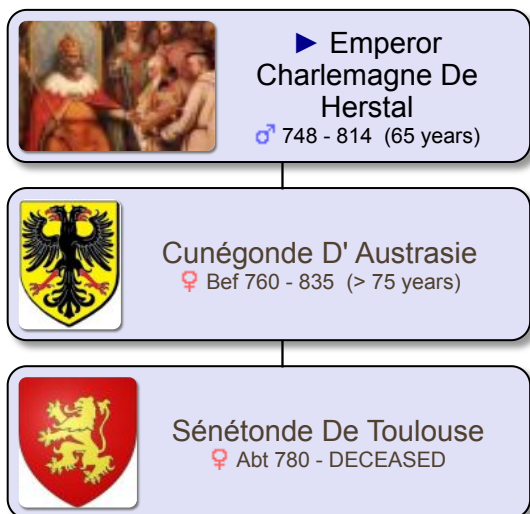 ► Emperor
Charlemagne De
Herstal
♂ 748 - 814 (65 years)
Cunégonde D' Austrasie
♀ Bef 760 - 835 (> 75 years)
Sénétonde De Toulouse
♀ Abt 780 - DECEASED